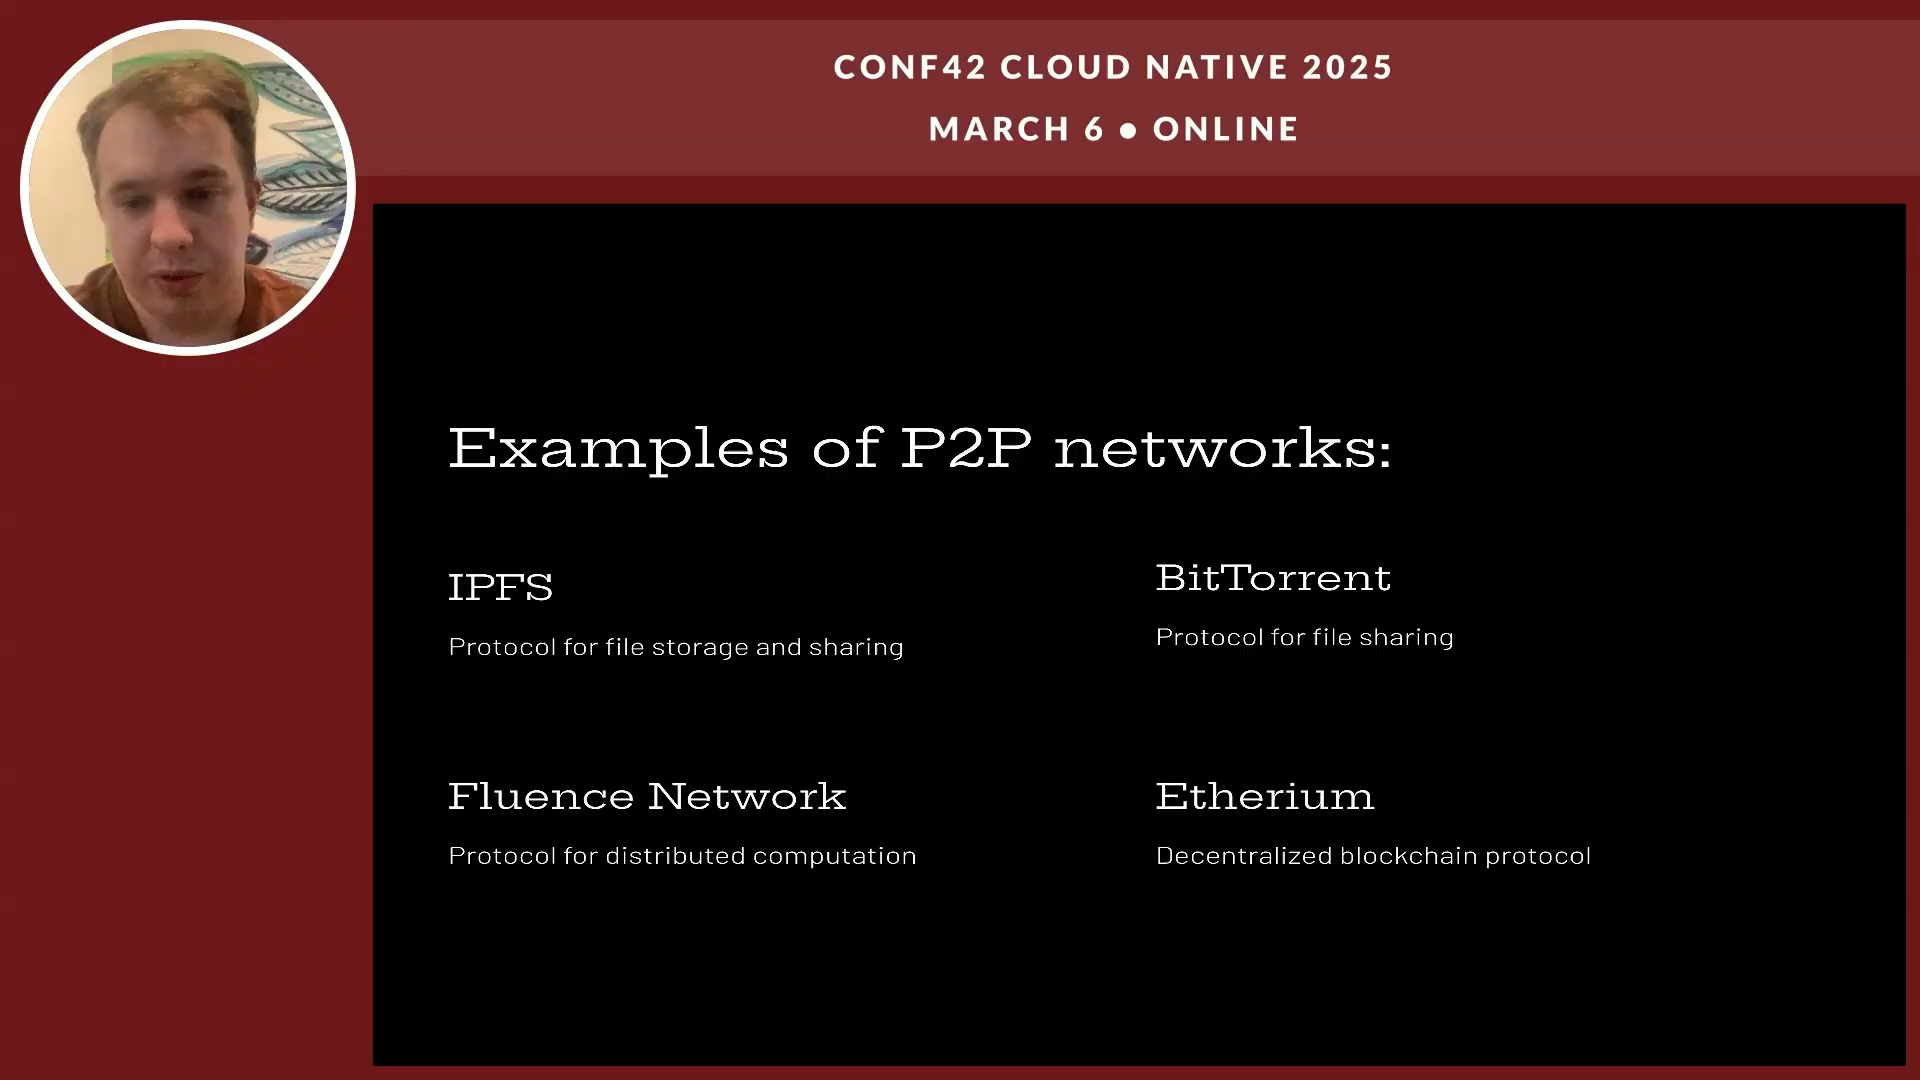 CONF42 CLOUD NATIVE 2025
MARCH 6 ● ONLINE
Examples of P2P networks:
IPFS
Protocol for file storage and sharing
BitTorrent
Protocol for file sharing
Fluence Network
Protocol for distributed computation
Etherium
Decentralized blockchain protocol